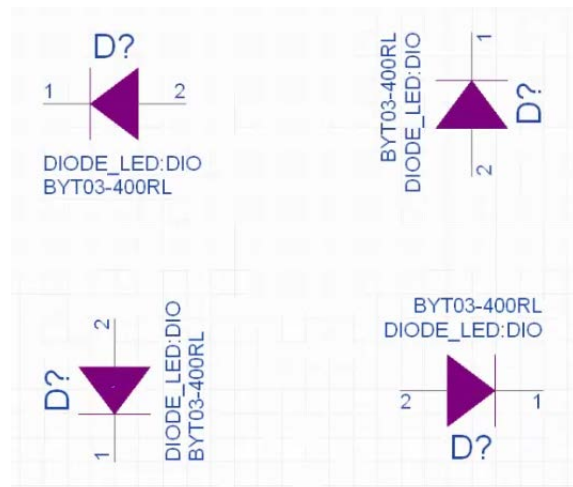 D?
1 2
DIODE_LED:DIO
BYT03-400RL
BYT03-400RL
DIODE_LED:DIO
1
D?
2
2
D?
1
DIODE_LED:DIO
BYT03-400RL
BYT03-400RL
DIODE_LED:DIO
2 1
D?